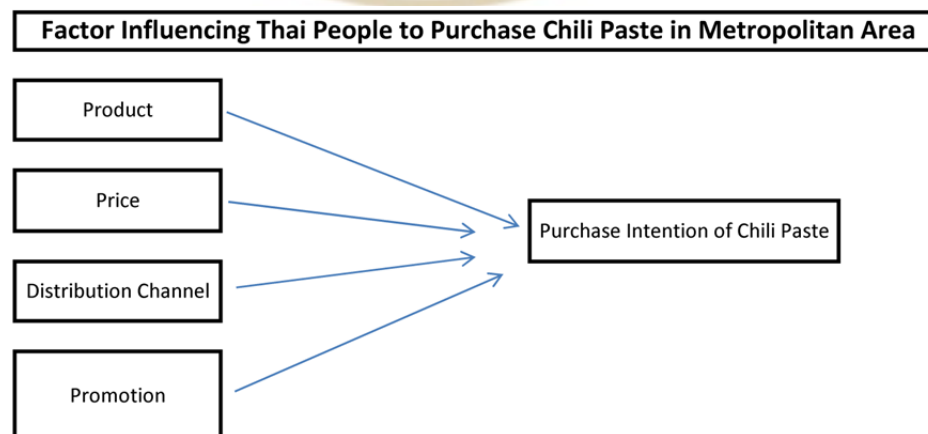 Factor Influencing Thai People to Purchase Chili Paste in Metropolitan Area
Product
Price
Purchase Intention of Chili Paste
Distribution Channel
Promotion